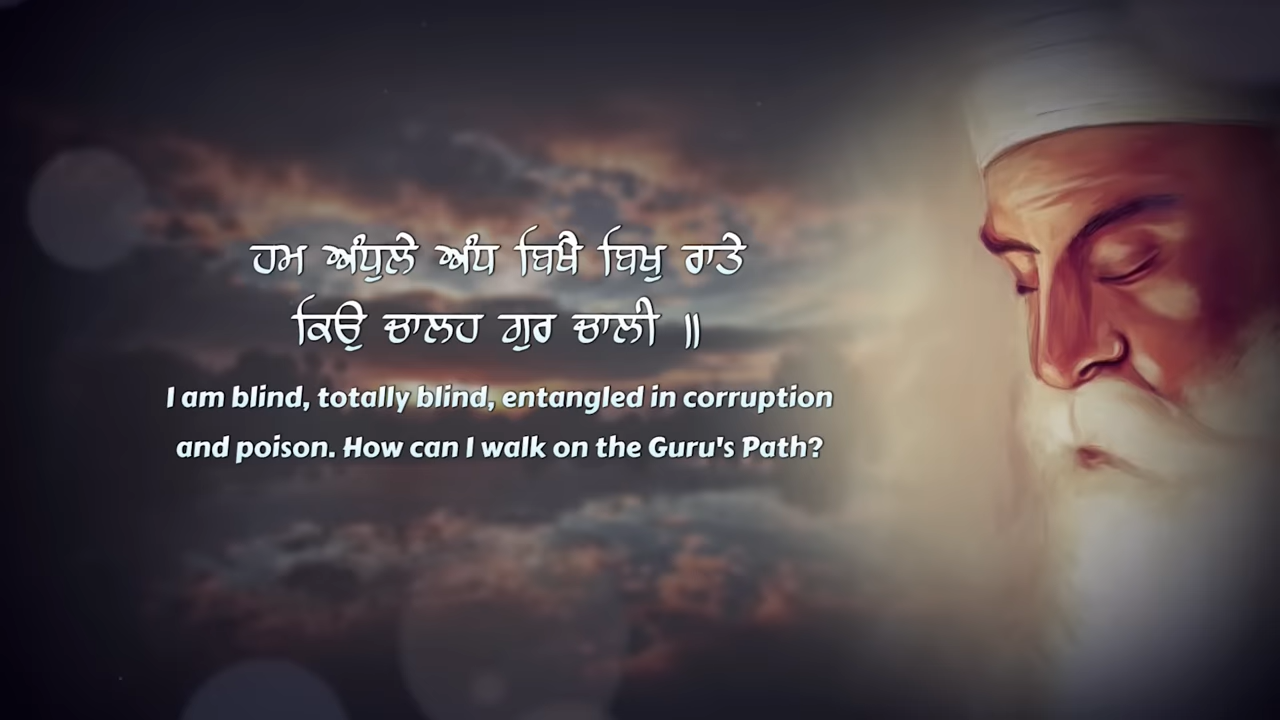 ਹਮ ਅੰਧੁਲੇ ਅੰਧ ਬਿਖੈ ਬਿਖੁ ਰਾਤੇ
ਕਿਉ ਚਾਲਹ ਗੁਰ ਚਾਲੀ ॥
I am blind, totally blind, entangled in corruption
and poison. How can I walk on the Guru's Path?